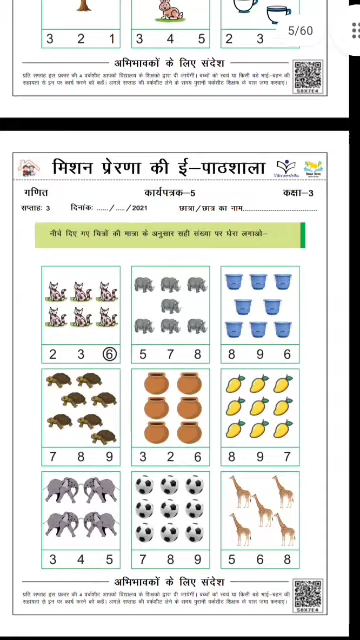 3 2 1
3 4 5
2 3
5/60
अभिभावकों के लिए संदेश
58X7E4
मिशन प्रेरणा की ई-पाठशाला
गणित
कार्यपत्रक-5
कक्षा-3
सप्ताह: 3
दिनांक: ....../...../2021
छात्रा/छात्र का नाम
नीचे दिए गए चित्रों की मात्रा के अनुसार सही संख्या पर घेरा लगाओ-
2 3 6
5 7 8
8 9 6
7 8 9
3 2 6
8 9 7
3 4 5
7 8 9
5 6 8
अभिभावकों के लिए संदेश
58X7E4